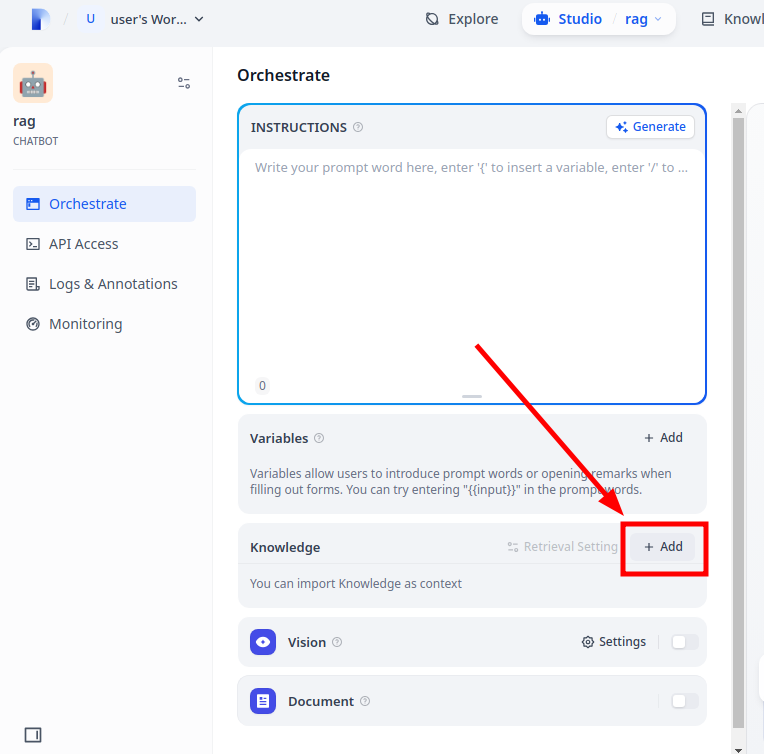 U user's Wor...
Explore
Studio / rag
Knowl
rag
CHATBOT
Orchestrate
API Access
Logs & Annotations
Monitoring
Orchestrate
INSTRUCTIONS
Generate
Write your prompt word here, enter '{' to insert a variable, enter '/' to ...
0
Variables
+ Add
Variables allow users to introduce prompt words or opening remarks when
filling out forms. You can try entering "{{input}}" in the prompt words.
Knowledge
Retrieval Setting
+ Add
You can import Knowledge as context
Vision
Settings
Document